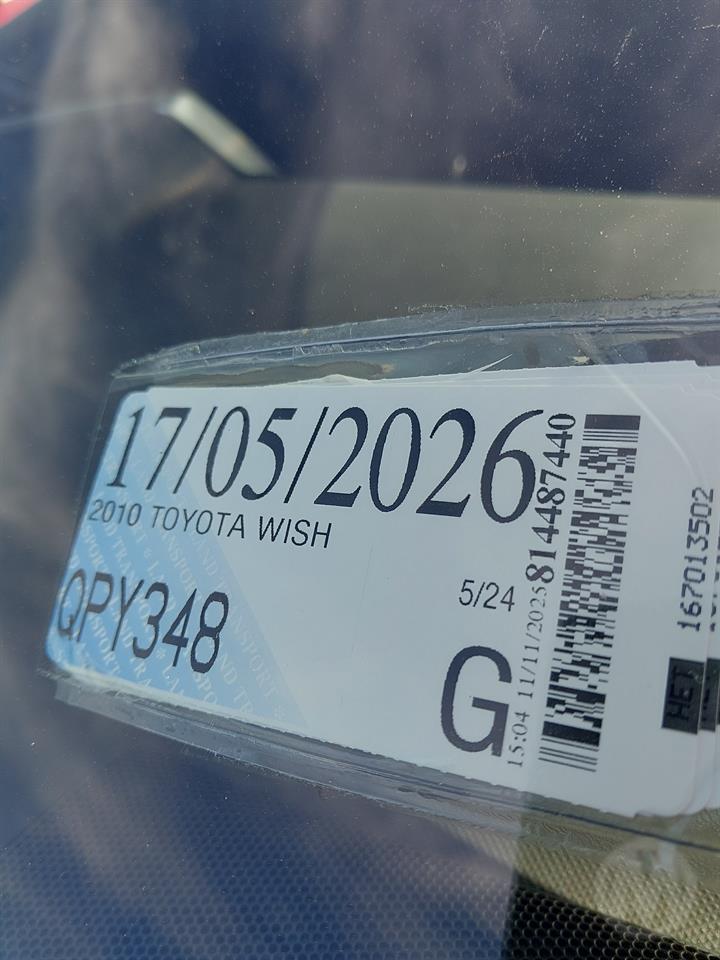 17/05/2026
2010 TOYOTA WISH
QPY348
5/24
G
15:04 11/11/2025
814487440
167013502
HET